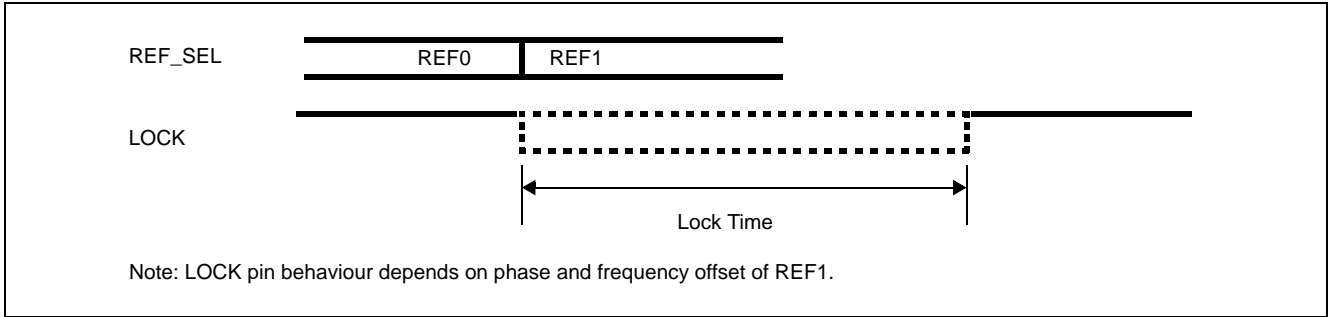 REF_SEL REF0 REF1
LOCK
Lock Time
Note: LOCK pin behaviour depends on phase and frequency offset of REF1.